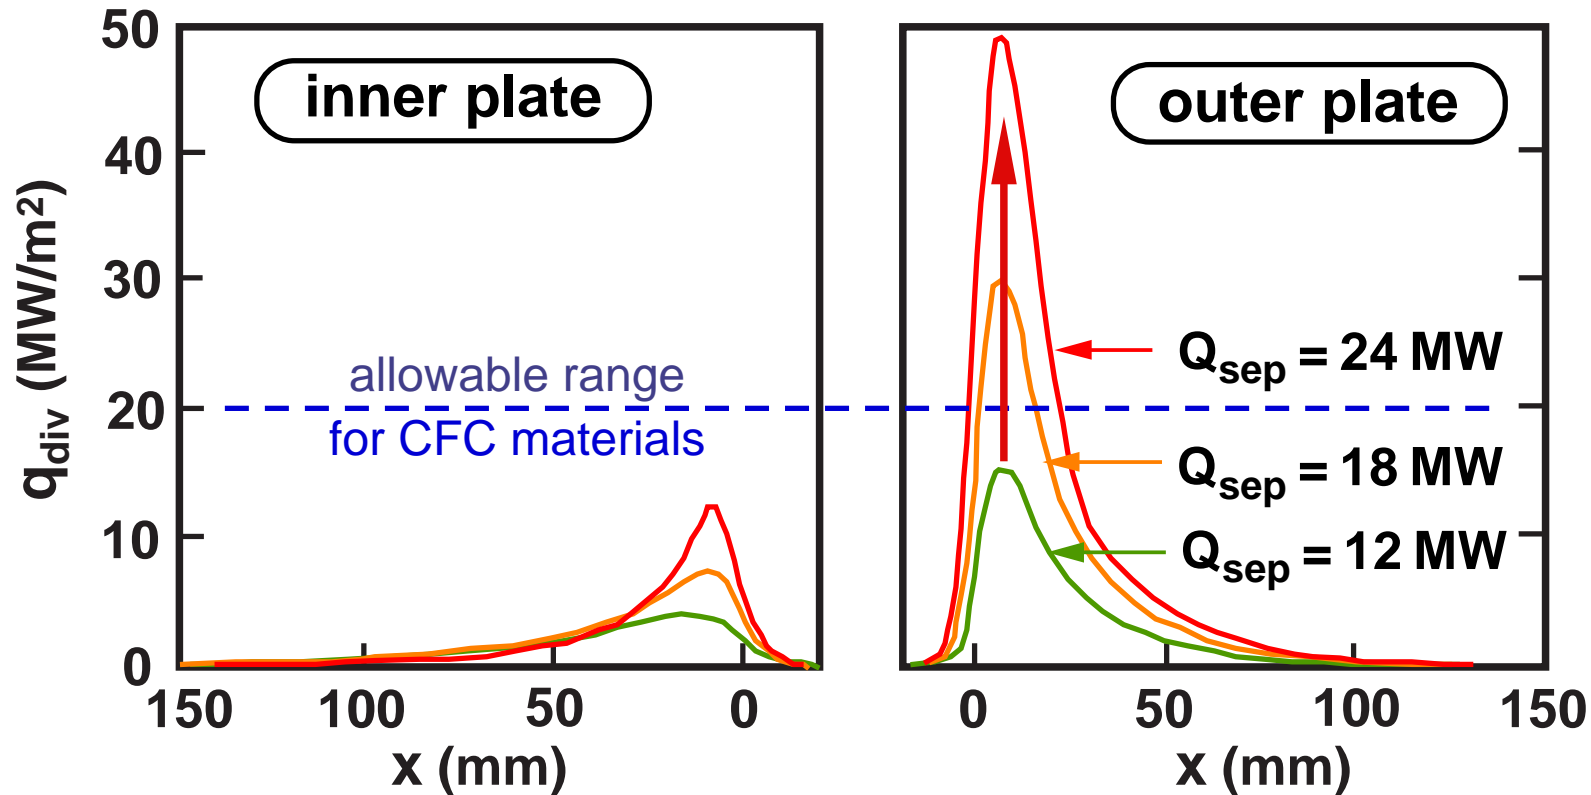 inner plate
outer plate
q_div (MW/m²)
50
40
30
20
10
0
allowable range
for CFC materials
Q_sep = 24 MW
Q_sep = 18 MW
Q_sep = 12 MW
150 100 50 0
x (mm)
0 50 100 150
x (mm)